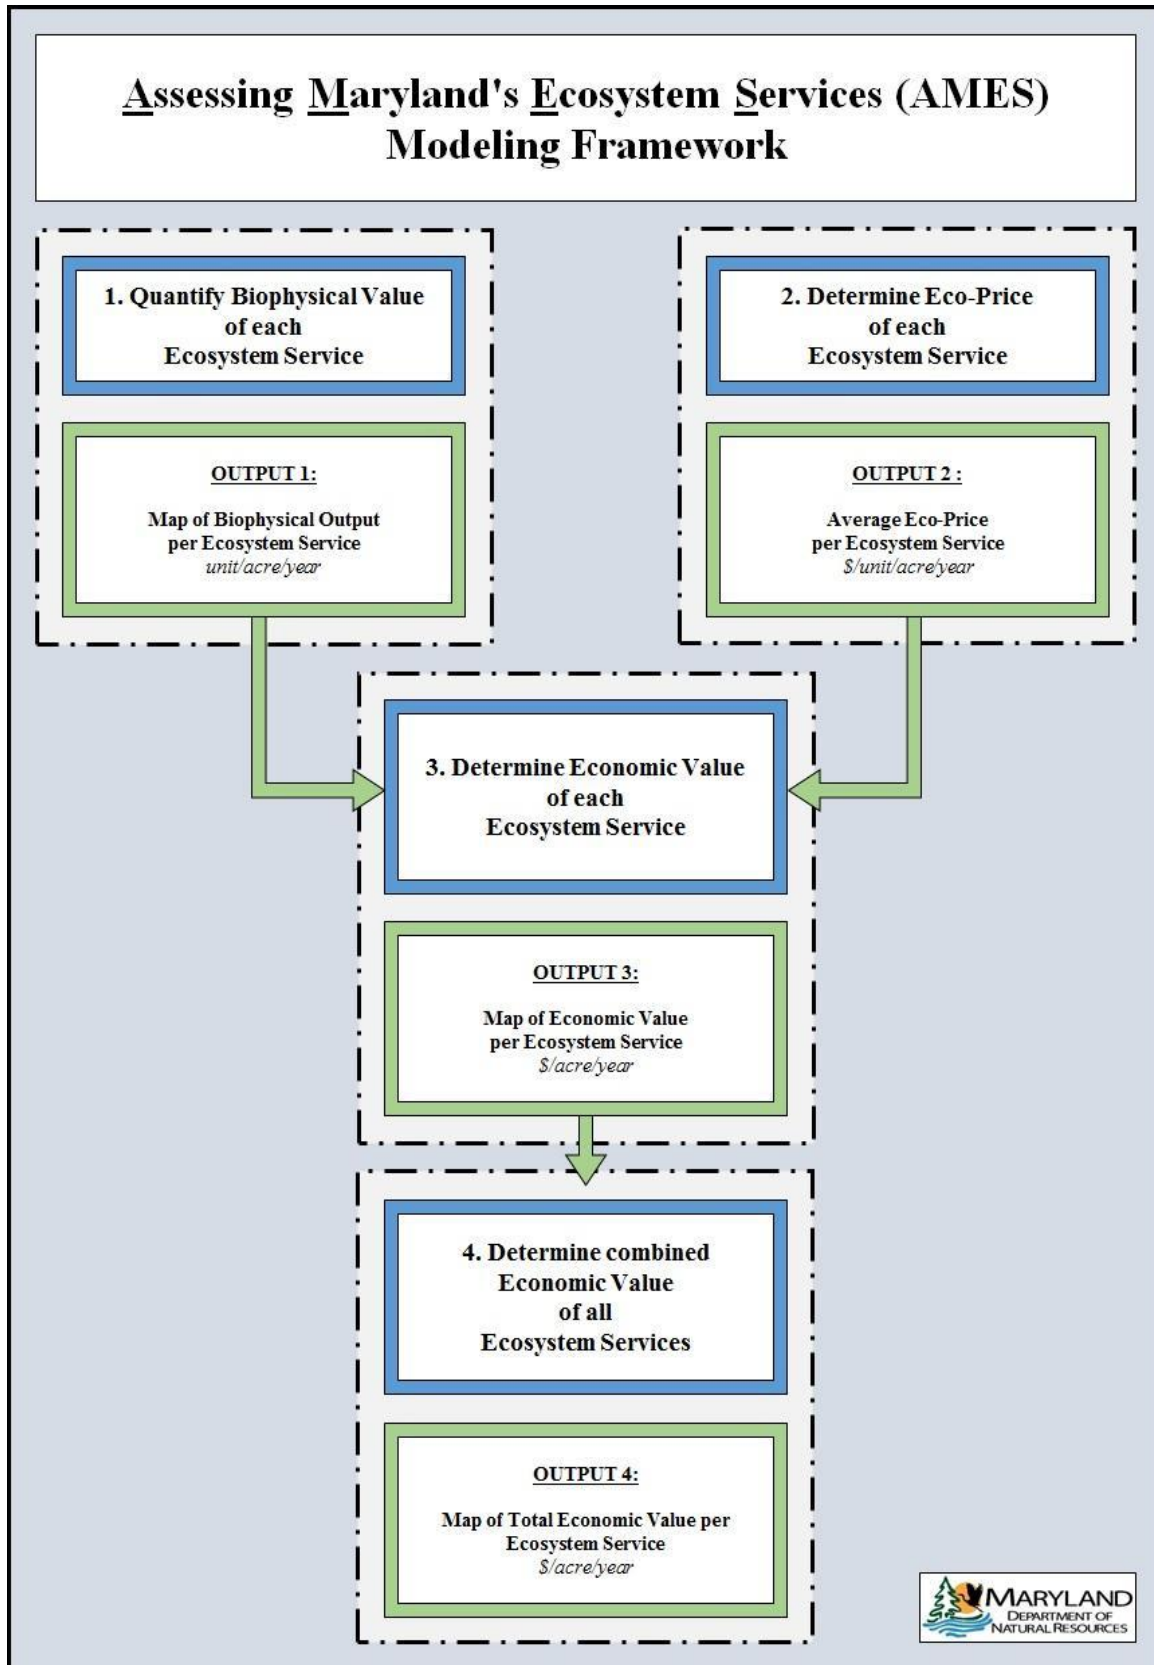 Assessing Maryland's Ecosystem Services (AMES)
Modeling Framework
1. Quantify Biophysical Value
of each
Ecosystem Service
OUTPUT 1:
Map of Biophysical Output
per Ecosystem Service
unit/acre/year
2. Determine Eco-Price
of each
Ecosystem Service
OUTPUT 2 :
Average Eco-Price
per Ecosystem Service
$/unit/acre/year
3. Determine Economic Value
of each
Ecosystem Service
OUTPUT 3:
Map of Economic Value
per Ecosystem Service
$/acre/year
4. Determine combined
Economic Value
of all
Ecosystem Services
OUTPUT 4:
Map of Total Economic Value per
Ecosystem Service
$/acre/year
MARYLAND
DEPARTMENT OF
NATURAL RESOURCES